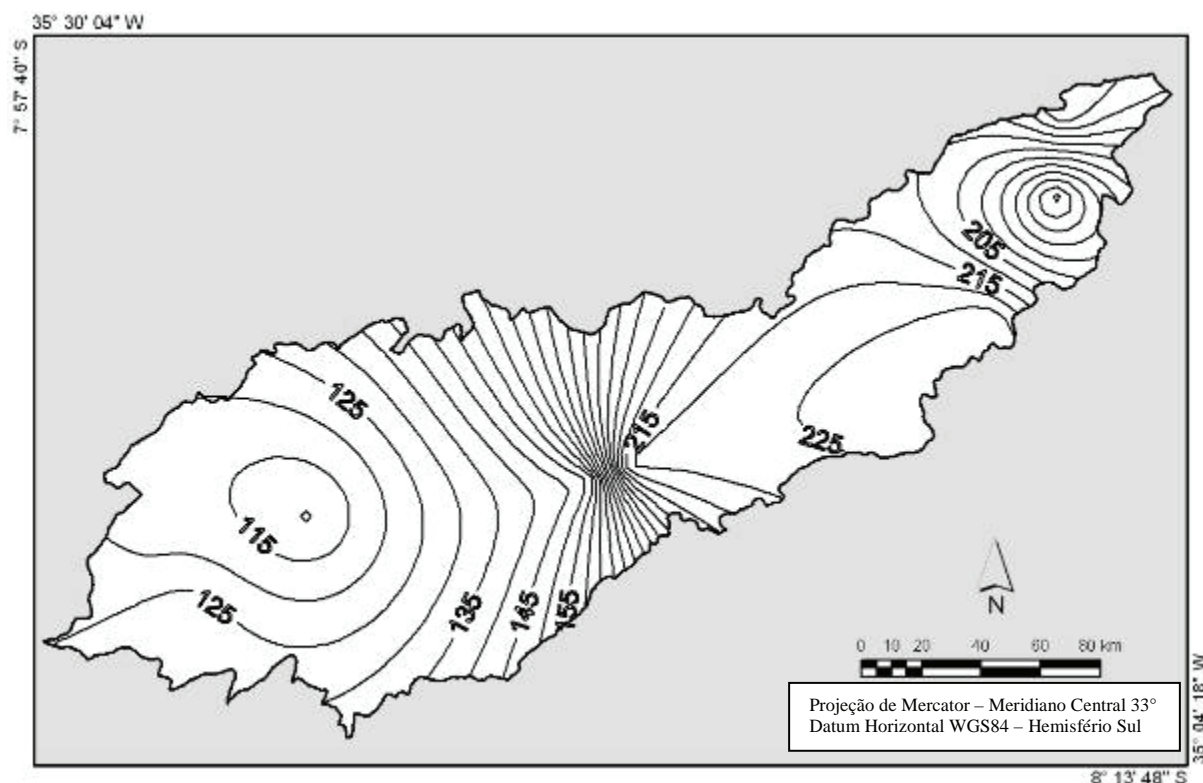 35° 30' 04" W
7° 57' 40" S
205
215
125
215
225
115
125
135
145
155
N
0 10 20 40 60 80 km
Projeção de Mercator – Meridiano Central 33°
Datum Horizontal WGS84 – Hemisfério Sul
35° 04' 18" W
8° 13' 48" S